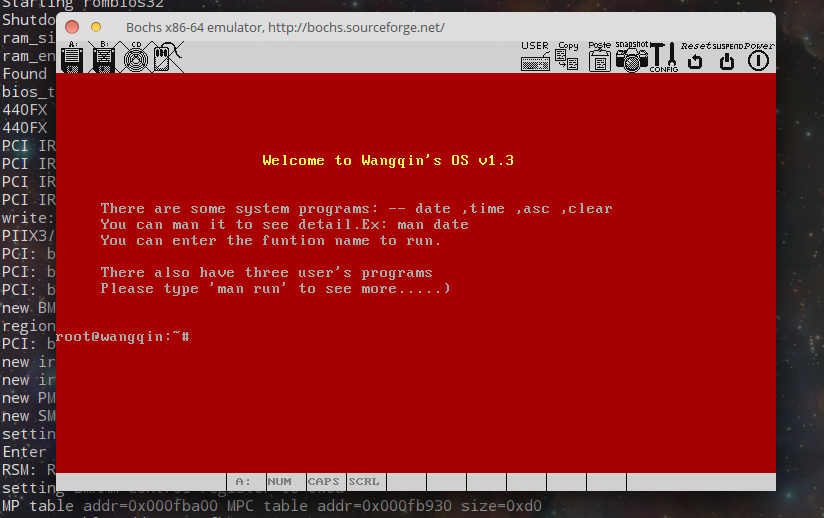 Starting rombios32
Shutdo
ram_si
ram_en
Found
bios_t
440FX
440FX
PCI IR
PCI IR
PCI IR
PCI IR
write:
PIIX3/
PCI: b
PCI: b
PCI: b
new BM
region
PCI: b
new ir
new ir
new PM
new SM
settin
Enter
RSM: R
setting
MP table addr=0x000fba00 MPC table addr=0x000fb930 size=0xd0
Bochs x86-64 emulator, http://bochs.sourceforge.net/
A: B: CD USER Copy Poste snapshot CONFIG Reset SUSPEND Power
Welcome to Wangqin's OS v1.3
There are some system programs: -- date ,time ,asc ,clear
You can man it to see detail.Ex: man date
You can enter the funtion name to run.
There also have three user's programs
Please type 'man run' to see more.....)
root@wangqin:~#
A: NUM CAPS SCRL